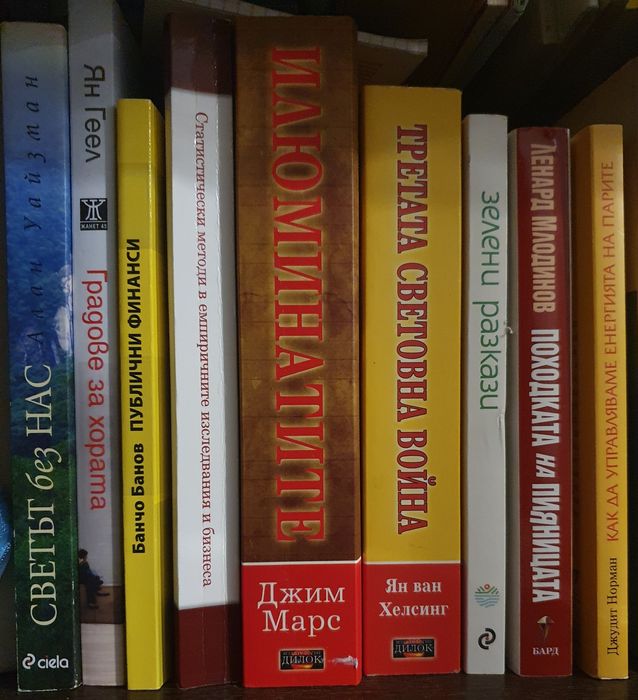 СВЕТЪТ без НАС Алан Уайзман
ciela
Ян Геел
ЖАНЕТ 45
Градове за хората
Банчо Банов ПУБЛИЧНИ ФИНАНСИ
Статистически методи в емпиричните изследвания и бизнеса
ИЛЮМИНАТИТЕ
Джим
Марс
ДИЛОК
ТРЕТАТА СВЕТОВНА ВОЙНА
Ян ван
Хелсинг
ДИЛОК
зелени разкази
ЛЕНАРД МЛОДИНОВ ПОХОДКАТА НА ПИЯНИЦАТА
БАРД
Джудит Норман КАК ДА УПРАВЛЯВАМЕ ЕНЕРГИЯТА НА ПАРИТЕ